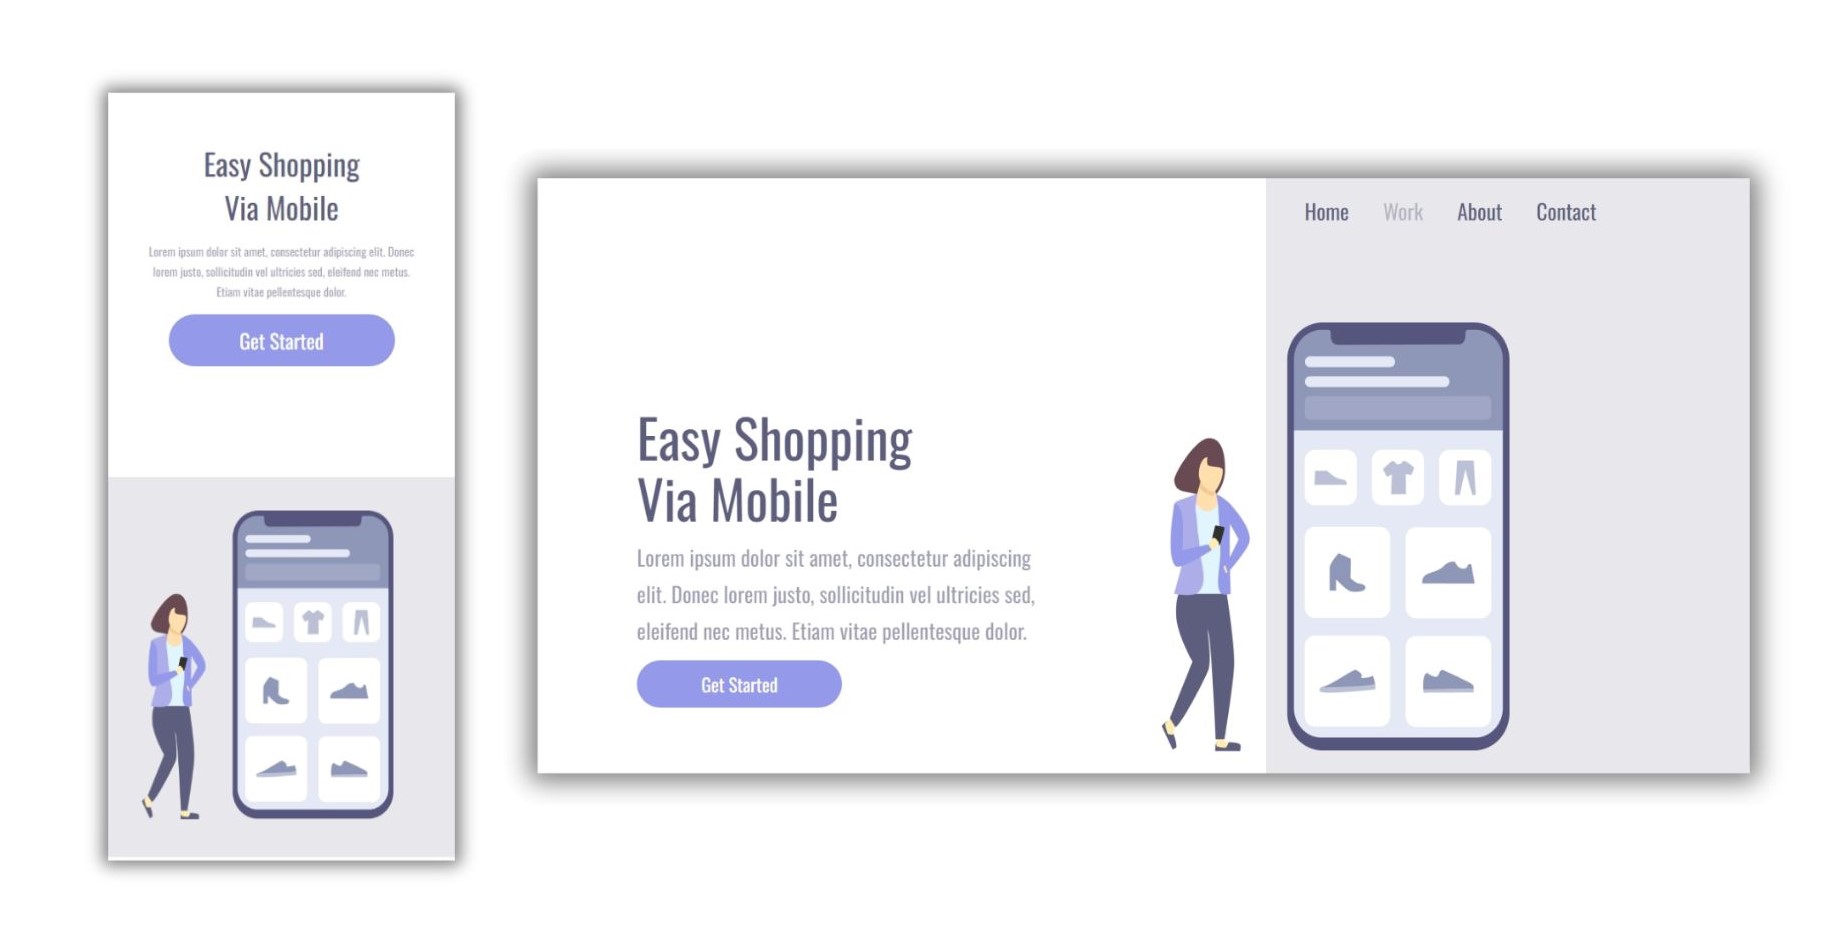 Easy Shopping
Via Mobile
Lorem ipsum dolor sit amet, consectetur adipiscing elit. Donec
lorem justo, sollicitudin vel ultricies sed, eleifend nec metus.
Etiam vitae pellentesque dolor.
Get Started
Home Work About Contact
Easy Shopping
Via Mobile
Lorem ipsum dolor sit amet, consectetur adipiscing
elit. Donec lorem justo, sollicitudin vel ultricies sed,
eleifend nec metus. Etiam vitae pellentesque dolor.
Get Started